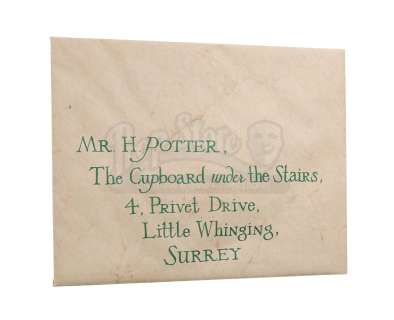 Mr. H Potter,
The Cupboard under the Stairs,
4, Privet Drive,
Little Whinging,
Surrey